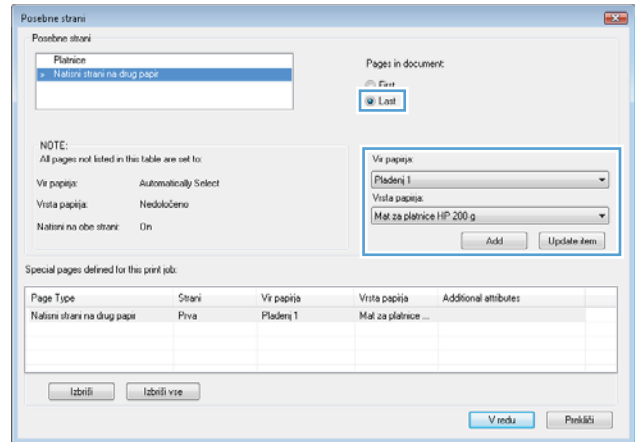 Posebne strani
Posebne strani
Platnice
» Natisni strani na drug papir
Pages in document:
First
Last
NOTE:
All pages not listed in this table are set to:
Vir papirja: Automatically Select
Vrsta papirja: Nedoločeno
Natisni na obe strani: On
Vir papirja:
Pladenj 1
Vrsta papirja:
Mat za platnice HP 200 g
Add Update item
Special pages defined for this print job:
Page Type Strani Vir papirja Vrsta papirja Additional attributes
Natisni strani na drug papir Prva Pladenj 1 Mat za platnice ...
Izbriši Izbriši vse
V redu Prekliči